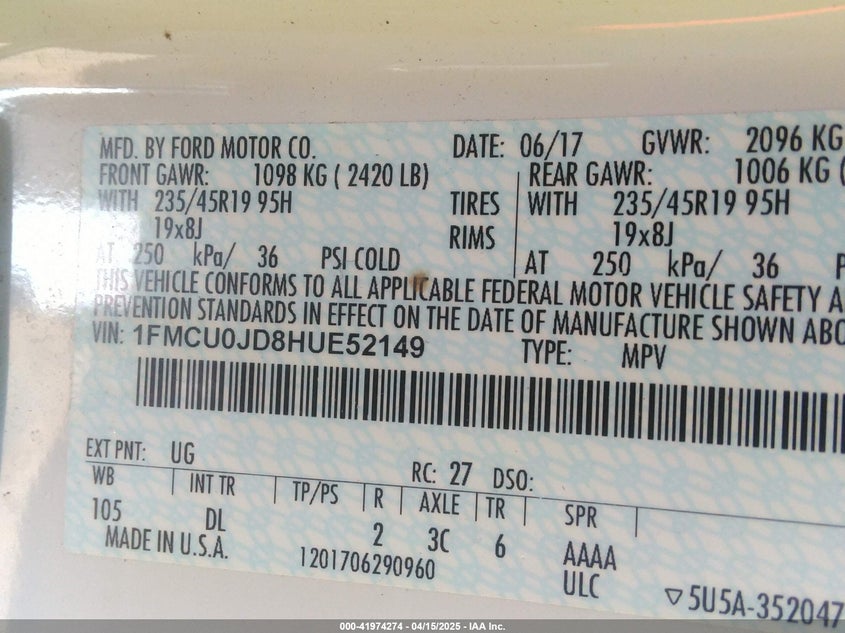 MFD. BY FORD MOTOR CO. DATE: 06/17 GVWR: 2096 KG
FRONT GAWR: 1098 KG ( 2420 LB) REAR GAWR: 1006 KG (
WITH 235/45R19 95H TIRES WITH 235/45R19 95H
19x8J RIMS 19x8J
AT 250 kPa/ 36 PSI COLD AT 250 kPa/ 36 P
THIS VEHICLE CONFORMS TO ALL APPLICABLE FEDERAL MOTOR VEHICLE SAFETY A
PREVENTION STANDARDS IN EFFECT ON THE DATE OF MANUFACTURE SHOWN ABO
VIN: 1FMCU0JD8HUE52149 TYPE: MPV
EXT PNT: UG RC: 27 DSO:
WB INT TR TP/PS R AXLE TR SPR
105 DL 2 3C 6 AAAA
MADE IN U.S.A. 1201706290960 ULC ▽5U5A-352047
000-41974274 - 04/15/2025 - IAA Inc.